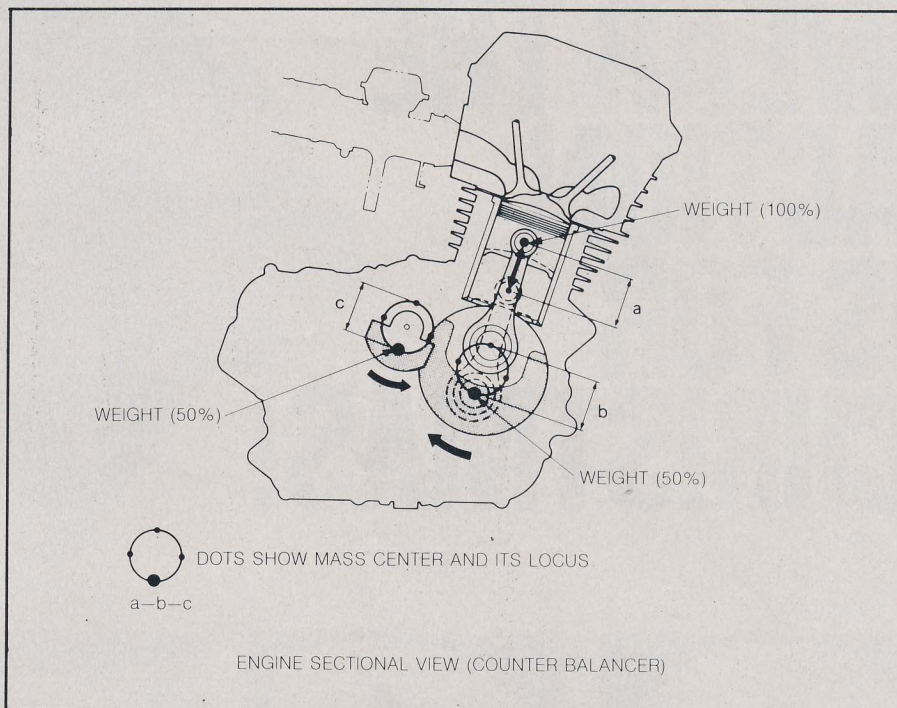 WEIGHT (100%)
a
c
b
WEIGHT (50%)
WEIGHT (50%)
DOTS SHOW MASS CENTER AND ITS LOCUS
a—b—c
ENGINE SECTIONAL VIEW (COUNTER BALANCER)